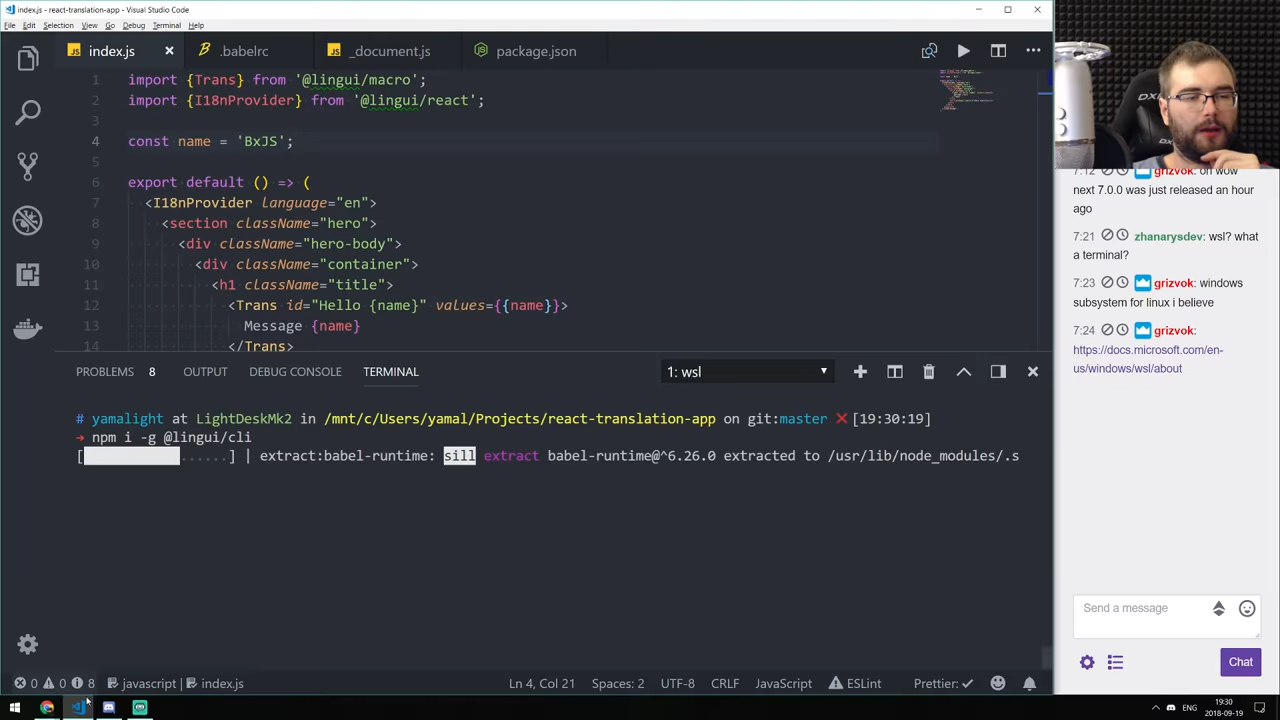 index.js - react-translation-app - Visual Studio Code
File Edit Selection View Go Debug Terminal Help
index.js
.babelrc
_document.js
package.json
1 import {Trans} from '@lingui/macro';
2 import {I18nProvider} from '@lingui/react';
4 const name = 'BxJS';
5
6 export default () => (
7 <I18nProvider language="en">
8 <section className="hero">
9 <div className="hero-body">
10 <div className="container">
11 <h1 className="title">
12 <Trans id="Hello {name}" values={{name}}>
13 Message {name}
14 </Trans>
PROBLEMS 8 OUTPUT DEBUG CONSOLE TERMINAL
1: wsl
# yamalight at LightDeskMk2 in /mnt/c/Users/yamal/Projects/react-translation-app on git:master ❌ [19:30:19]
→ npm i -g @lingui/cli
[ ......] | extract:babel-runtime: sill extract babel-runtime@^6.26.0 extracted to /usr/lib/node_modules/.s
0 0 8 javascript | index.js Ln 4, Col 21 Spaces: 2 UTF-8 CRLF JavaScript ESLint Prettier: ✓
7:12 grizvok: oh wow
next 7.0.0 was just released an hour
ago
7:21 zhanarysdev: wsl? what
a terminal?
7:23 grizvok: windows
subsystem for linux i believe
7:24 grizvok:
https://docs.microsoft.com/en-
us/windows/wsl/about
Send a message
Chat
ENG
19:30
2018-09-19